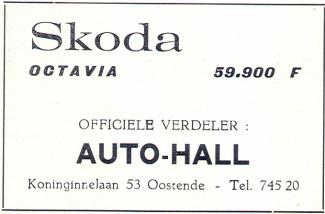 Skoda
OCTAVIA 59.900 F
OFFICIELE VERDELER :
AUTO-HALL
Koninginnelaan 53 Oostende - Tel. 745 20